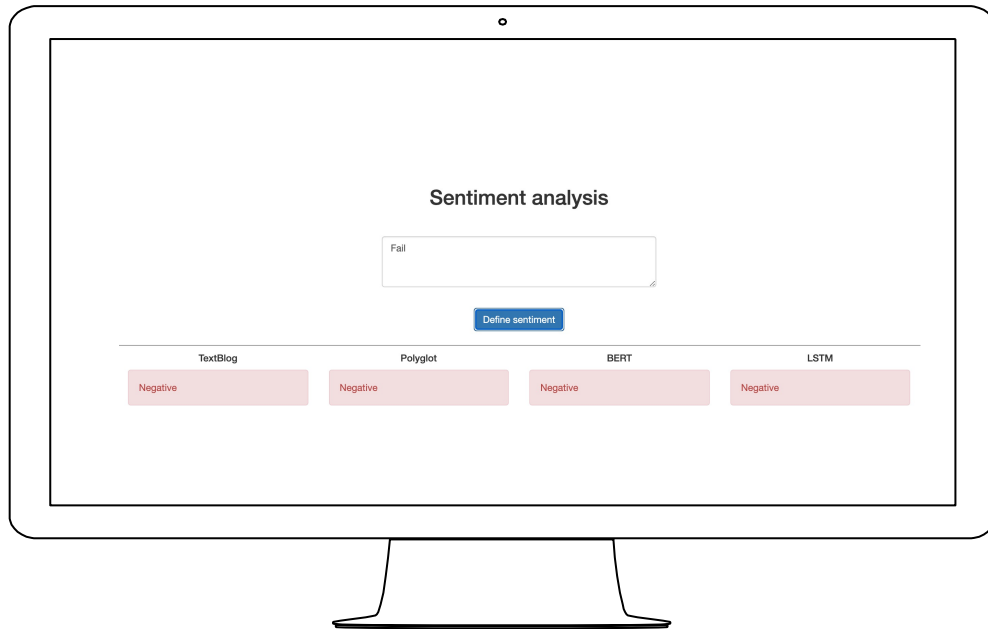 Sentiment analysis
Fail
Define sentiment
TextBlog Polyglot BERT LSTM
Negative Negative Negative Negative